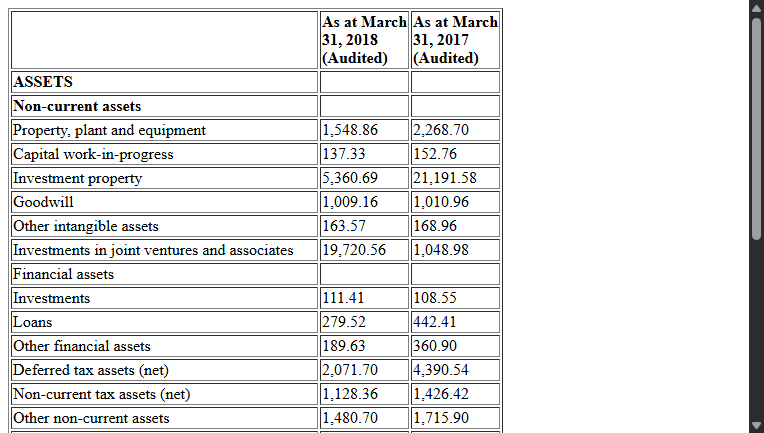 As at March 31, 2018 (Audited) As at March 31, 2017 (Audited)
ASSETS
Non-current assets
Property, plant and equipment 1,548.86 2,268.70
Capital work-in-progress 137.33 152.76
Investment property 5,360.69 21,191.58
Goodwill 1,009.16 1,010.96
Other intangible assets 163.57 168.96
Investments in joint ventures and associates 19,720.56 1,048.98
Financial assets
Investments 111.41 108.55
Loans 279.52 442.41
Other financial assets 189.63 360.90
Deferred tax assets (net) 2,071.70 4,390.54
Non-current tax assets (net) 1,128.36 1,426.42
Other non-current assets 1,480.70 1,715.90